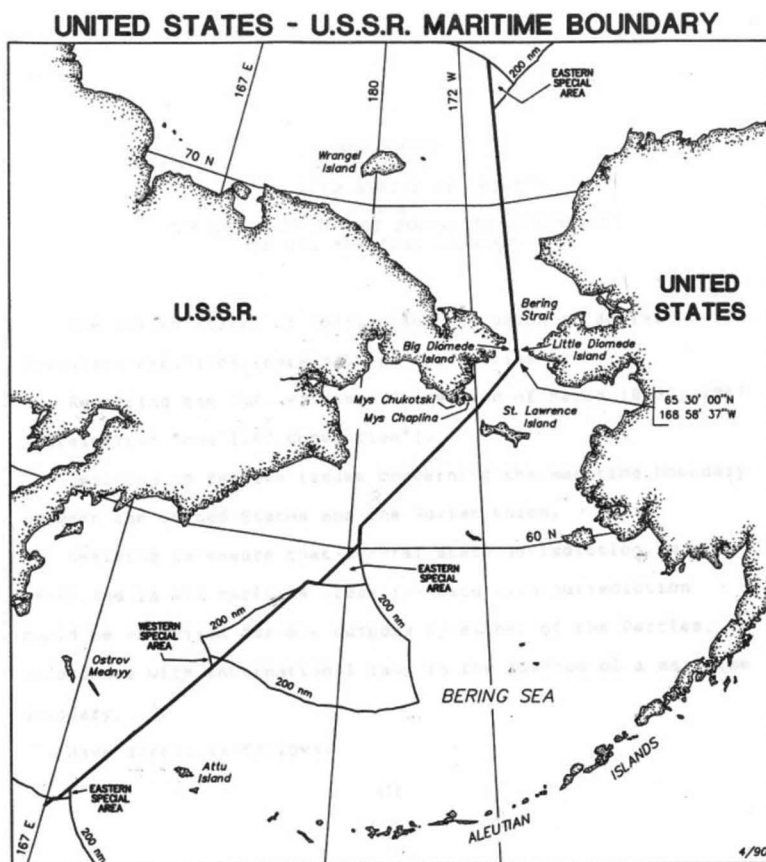 UNITED STATES - U.S.S.R. MARITIME BOUNDARY
200 nm
EASTERN
SPECIAL
AREA
167 E
180
172 W
70 N
Wrangel
Island
U.S.S.R.
UNITED
STATES
Bering
Strait
Big Diomede
Island
Little Diomede
Island
Mys Chukotski
Mys Chaplina
St. Lawrence
Island
65 30' 00"N
168 58' 37"W
60 N
EASTERN
SPECIAL
AREA
200 nm
200 nm
WESTERN
SPECIAL
AREA
200 nm
Ostrov
Mednyy
BERING SEA
Attu
Island
EASTERN
SPECIAL
AREA
167 E
200 nm
ALEUTIAN
ISLANDS
4/90